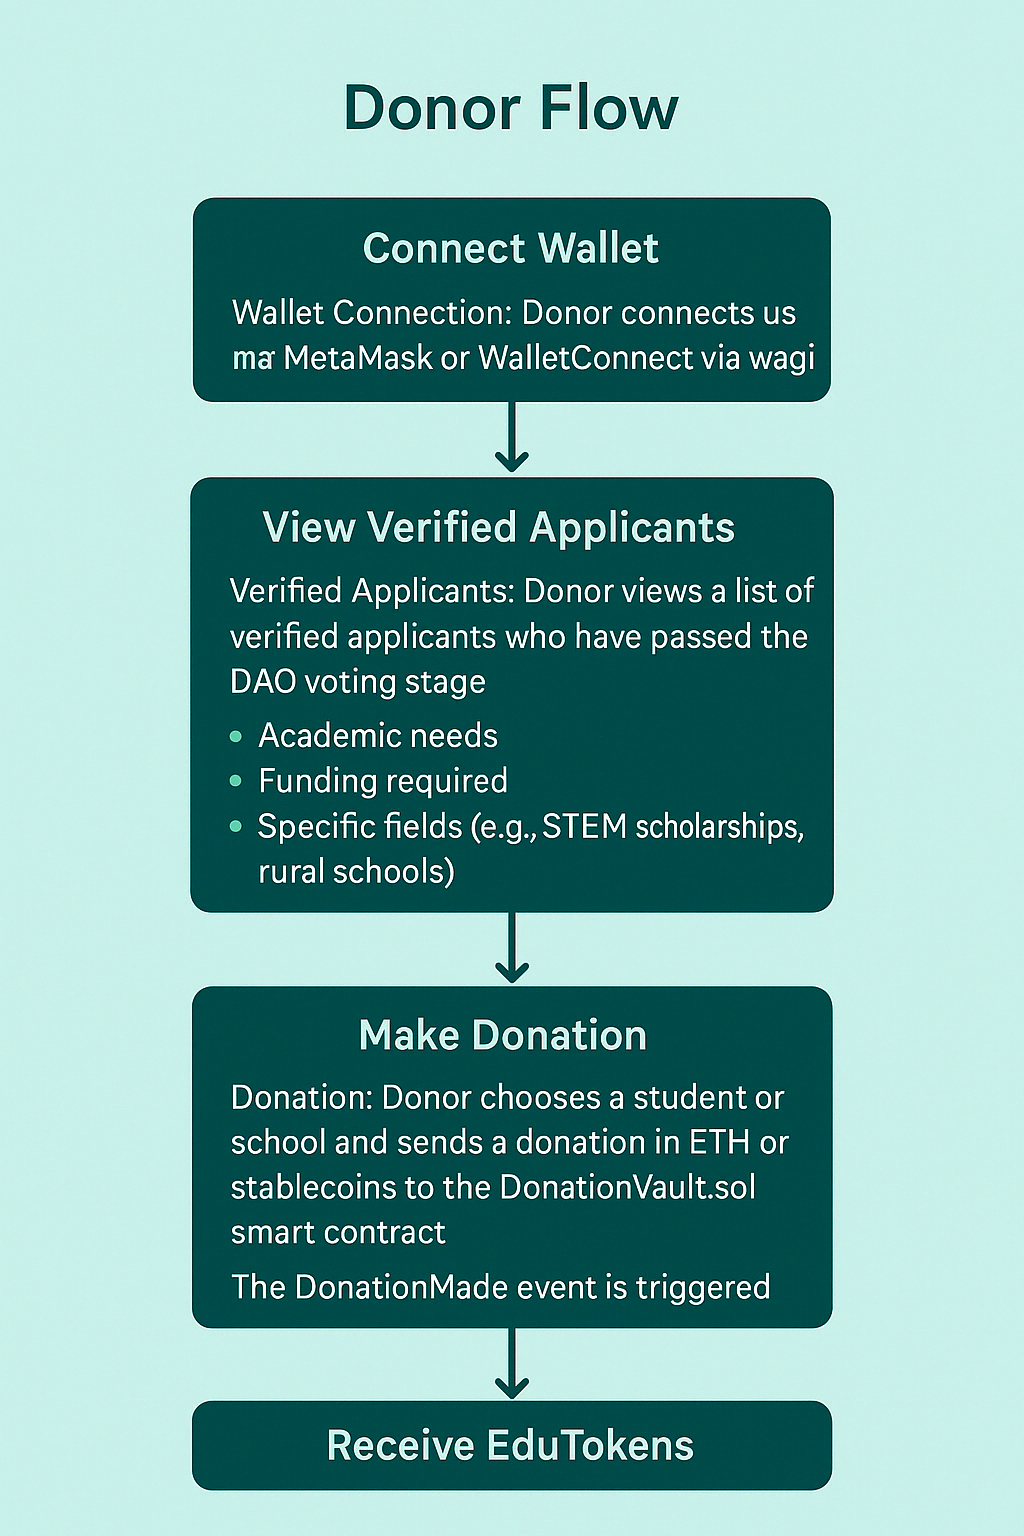 Donor Flow
Connect Wallet
Wallet Connection: Donor connects us
mar MetaMask or WalletConnect via wagi
View Verified Applicants
Verified Applicants: Donor views a list of
verified applicants who have passed the
DAO voting stage
• Academic needs
• Funding required
• Specific fields (e.g., STEM scholarships,
rural schools)
Make Donation
Donation: Donor chooses a student or
school and sends a donation in ETH or
stablecoins to the DonationVault.sol
smart contract
The DonationMade event is triggered
Receive EduTokens